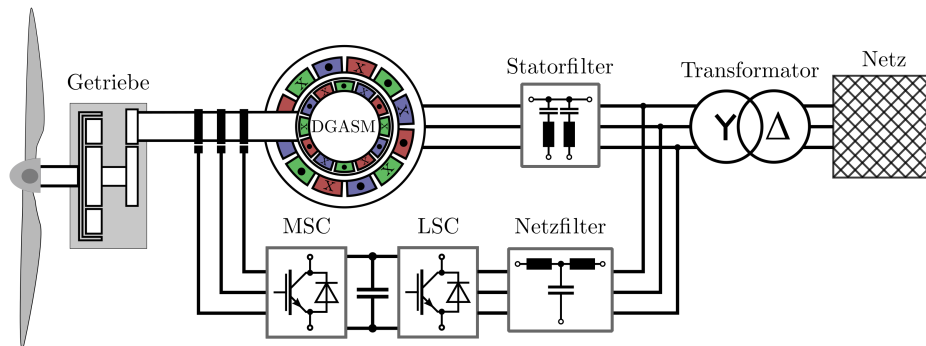 Getriebe
DGASM
Statorfilter
Transformator
Netz
Y Δ
MSC
LSC
Netzfilter